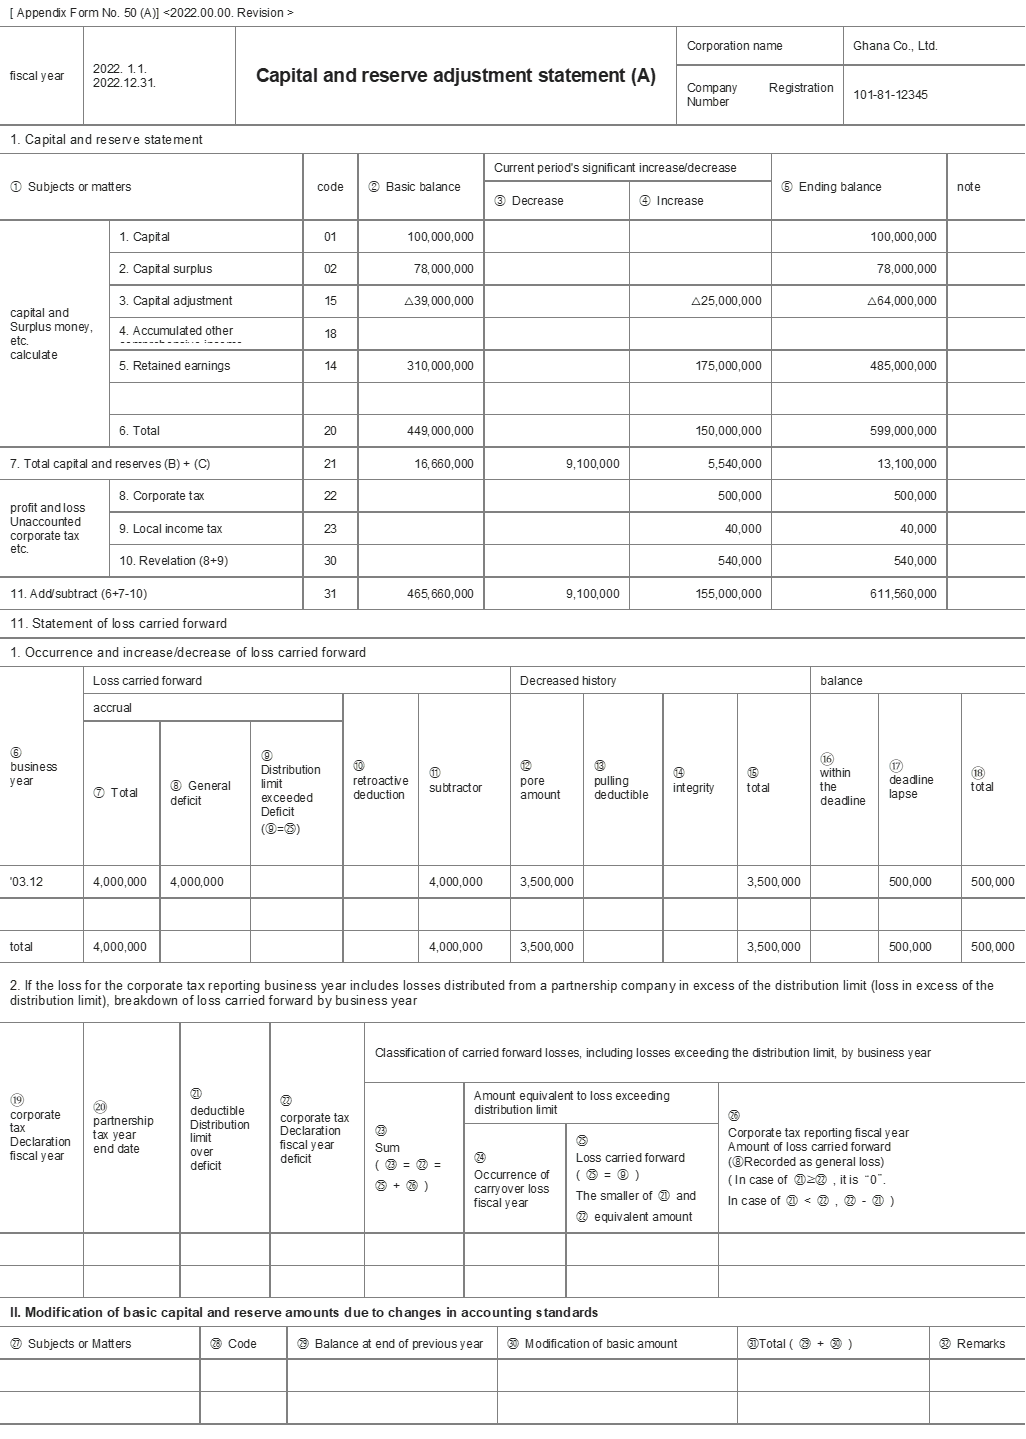 [ Appendix Form No. 50 (A)] <2022.00.00. Revision >
fiscal year
2022. 1.1.
2022.12.31.
Capital and reserve adjustment statement (A)
Corporation name
Ghana Co., Ltd.
Company Registration
Number
101-81-12345
1. Capital and reserve statement
① Subjects or matters
code
② Basic balance
Current period's significant increase/decrease
③ Decrease
④ Increase
⑤ Ending balance
note
capital and
Surplus money,
etc.
calculate
1. Capital 01 100,000,000 100,000,000
2. Capital surplus 02 78,000,000 78,000,000
3. Capital adjustment 15 △39,000,000 △25,000,000 △64,000,000
4. Accumulated other
18
5. Retained earnings 14 310,000,000 175,000,000 485,000,000
6. Total 20 449,000,000 150,000,000 599,000,000
7. Total capital and reserves (B) + (C) 21 16,660,000 9,100,000 5,540,000 13,100,000
profit and loss
Unaccounted
corporate tax
etc.
8. Corporate tax 22 500,000 500,000
9. Local income tax 23 40,000 40,000
10. Revelation (8+9) 30 540,000 540,000
11. Add/subtract (6+7-10) 31 465,660,000 9,100,000 155,000,000 611,560,000
11. Statement of loss carried forward
1. Occurrence and increase/decrease of loss carried forward
⑥
business
year
Loss carried forward
accrual
⑦ Total
⑧ General
deficit
⑨
Distribution
limit
exceeded
Deficit
(⑨=㉕)
⑩
retroactive
deduction
⑪
subtractor
Decreased history
⑫
pore
amount
⑬
pulling
deductible
⑭
integrity
⑮
total
balance
⑯
within
the
deadline
⑰
deadline
lapse
⑱
total
'03.12 4,000,000 4,000,000 4,000,000 3,500,000 3,500,000 500,000 500,000
total 4,000,000 4,000,000 3,500,000 3,500,000 500,000 500,000
2. If the loss for the corporate tax reporting business year includes losses distributed from a partnership company in excess of the distribution limit (loss in excess of the
distribution limit), breakdown of loss carried forward by business year
⑲
corporate
tax
Declaration
fiscal year
⑳
partnership
tax year
end date
㉑
deductible
Distribution
limit
over
deficit
㉒
corporate tax
Declaration
fiscal year
deficit
Classification of carried forward losses, including losses exceeding the distribution limit, by business year
㉓
Sum
( ㉓ = ㉒ =
㉕ + ㉖ )
Amount equivalent to loss exceeding
distribution limit
㉔
Occurrence of
carryover loss
fiscal year
㉕
Loss carried forward
( ㉕ = ⑨ )
The smaller of ㉑ and
㉒ equivalent amount
㉖
Corporate tax reporting fiscal year
Amount of loss carried forward
(⑧Recorded as general loss)
( In case of ㉑≥㉒ , it is “0”.
In case of ㉑ < ㉒ , ㉒ - ㉑ )
II. Modification of basic capital and reserve amounts due to changes in accounting standards
㉗ Subjects or Matters
㉘ Code
㉙ Balance at end of previous year
㉚ Modification of basic amount
㉛Total ( ㉙ + ㉚ )
㉜ Remarks